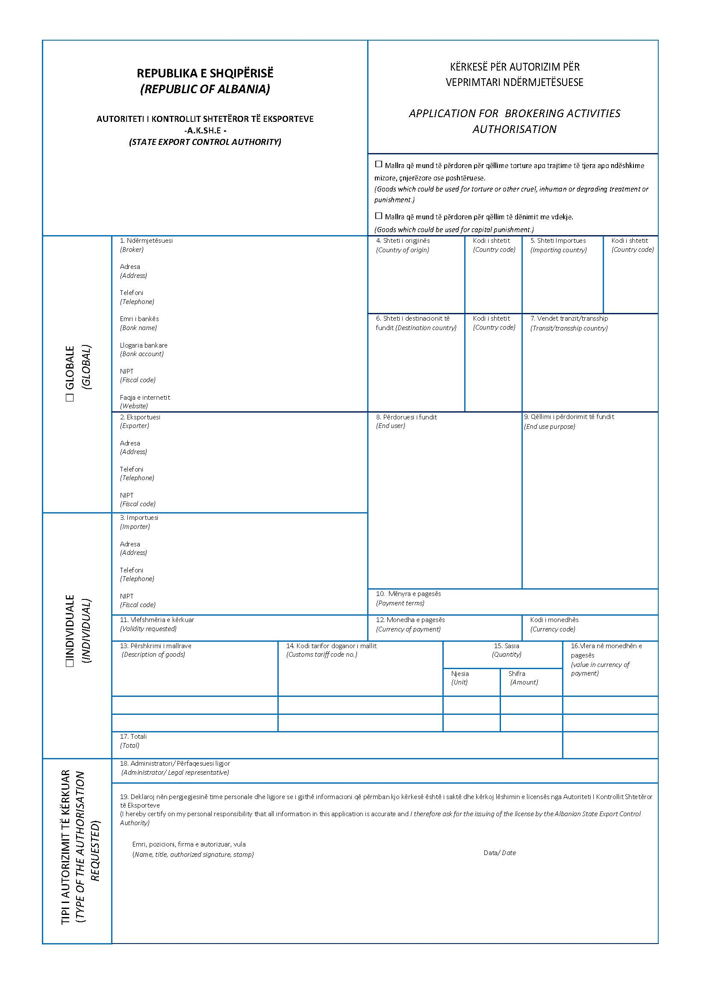 REPUBLIKA E SHQIPËRISË
(REPUBLIC OF ALBANIA)
AUTORITETI I KONTROLLIT SHTETËROR TË EKSPORTEVE
-A.K.SH.E -
(STATE EXPORT CONTROL AUTHORITY)
KËRKESË PËR AUTORIZIM PËR
VEPRIMTARI NDËRMJETËSUESE
APPLICATION FOR BROKERING ACTIVITIES
AUTHORISATION
☐ Mallra që mund të përdoren për qëllime torture apo trajtime të tjera apo ndëshkime
mizore, çnjerëzore ose poshtëruese.
(Goods which could be used for torture or other cruel, inhuman or degrading treatment or
punishment.)
☐ Mallra që mund të përdoren për qëllim të dënimit me vdekje.
(Goods which could be used for capital punishment.)
☐ GLOBALE
(GLOBAL)
1. Ndërmjetësuesi
(Broker)
Adresa
(Address)
Telefoni
(Telephone)
Emri i bankës
(Bank name)
Llogaria bankare
(Bank account)
NIPT
(Fiscal code)
Faqja e internetit
(Website)
4. Shteti i origjinës
(Country of origin)
Kodi i shtetit
(Country code)
5. Shteti Importues
(Importing country)
Kodi i shtetit
(Country code)
6. Shteti i destinacionit të
fundit (Destination country)
Kodi i shtetit
(Country code)
7. Vendet tranzit/transship
(Transit/transship country)
2. Eksportuesi
(Exporter)
Adresa
(Address)
Telefoni
(Telephone)
NIPT
(Fiscal code)
8. Përdoruesi i fundit
(End user)
9. Qëllimi i përdorimit të fundit
(End use purpose)
☐INDIVIDUALE
(INDIVIDUAL)
3. Importuesi
(Importer)
Adresa
(Address)
Telefoni
(Telephone)
NIPT
(Fiscal code)
10. Mënyra e pagesës
(Payment terms)
11. Vlefshmëria e kërkuar
(Validity requested)
12. Monedha e pagesës
(Currency of payment)
Kodi i monedhës
(Currency code)
13. Përshkrimi i mallrave
(Description of goods)
14. Kodi tarifor doganor i mallit
(Customs tariff code no.)
15. Sasia
(Quantity)
Njesia
(Unit)
Shifra
(Amount)
16.Vlera në monedhën e
pagesës
(value in currency of
payment)
17. Totali
(Total)
TIPI I AUTORIZIMIT TË KËRKUAR
(TYPE OF THE AUTHORISATION
REQUESTED)
18. Administratori/ Përfaqesuesi ligjor
(Administrator/ Legal representative)
19. Deklaroj nën pergjegjesinë time personale dhe ligjore se i gjithë informacioni që përmban kjo kërkesë është i saktë dhe kërkoj lëshimin e licensës nga Autoriteti I Kontrollit Shtetëror
të Eksporteve
(I hereby certify on my personal responsibility that all information in this application is accurate and I therefore ask for the issuing of the license by the Albanian State Export Control
Authority)
Emri, pozicioni, firma e autorizuar, vula
(Name, title, authorized signature, stamp)
Data/ Date